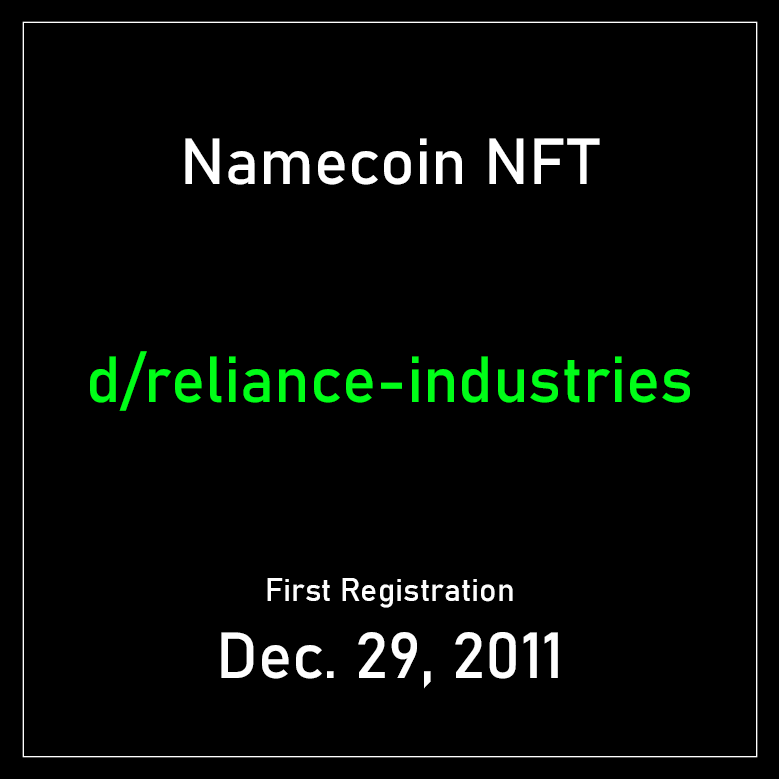 Namecoin NFT
d/reliance-industries
First Registration
Dec. 29, 2011